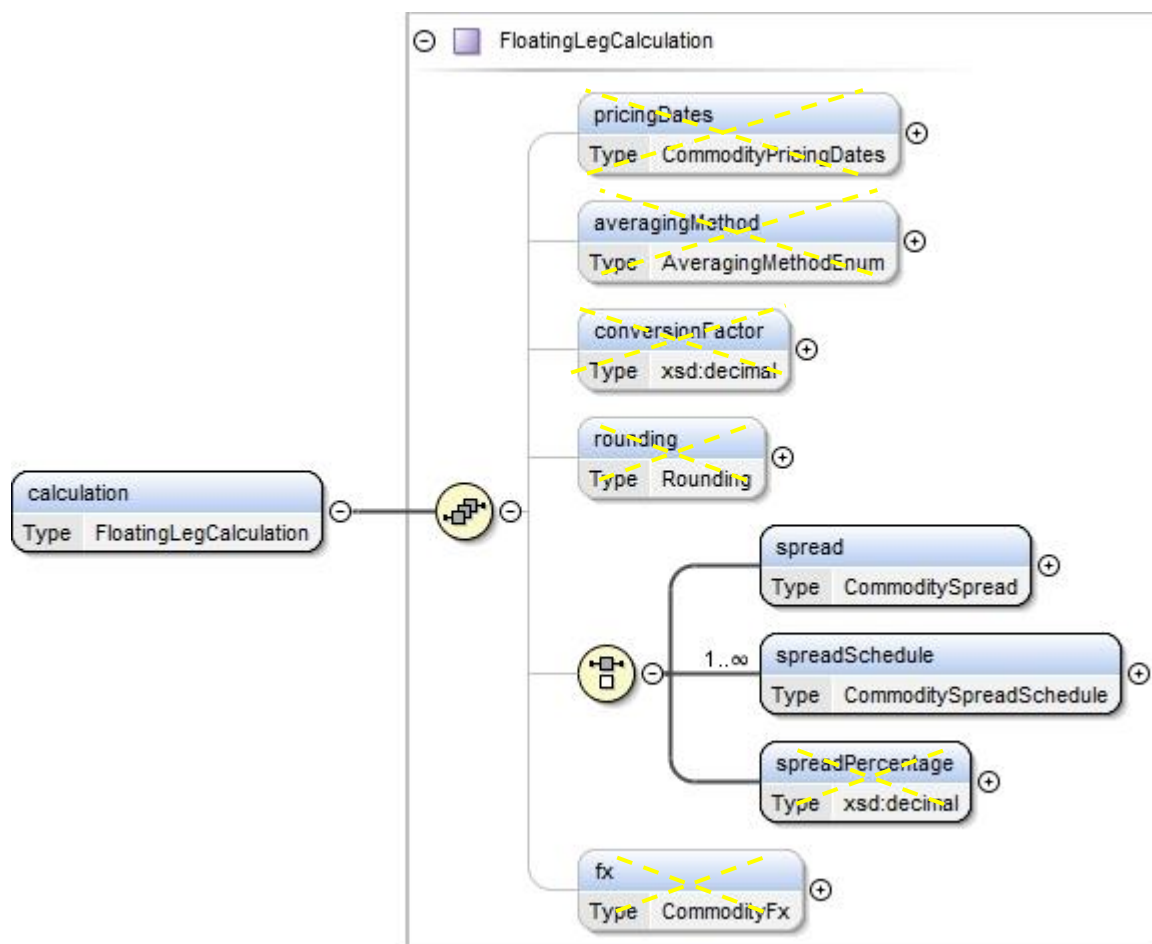 FloatingLegCalculation
pricingDates
Type CommodityPricingDates
averagingMethod
Type AveragingMethodEnum
conversionFactor
Type xsd:decimal
rounding
Type Rounding
calculation
Type FloatingLegCalculation
spread
Type CommoditySpread
1..∞
spreadSchedule
Type CommoditySpreadSchedule
spreadPercentage
Type xsd:decimal
fx
Type CommodityFx